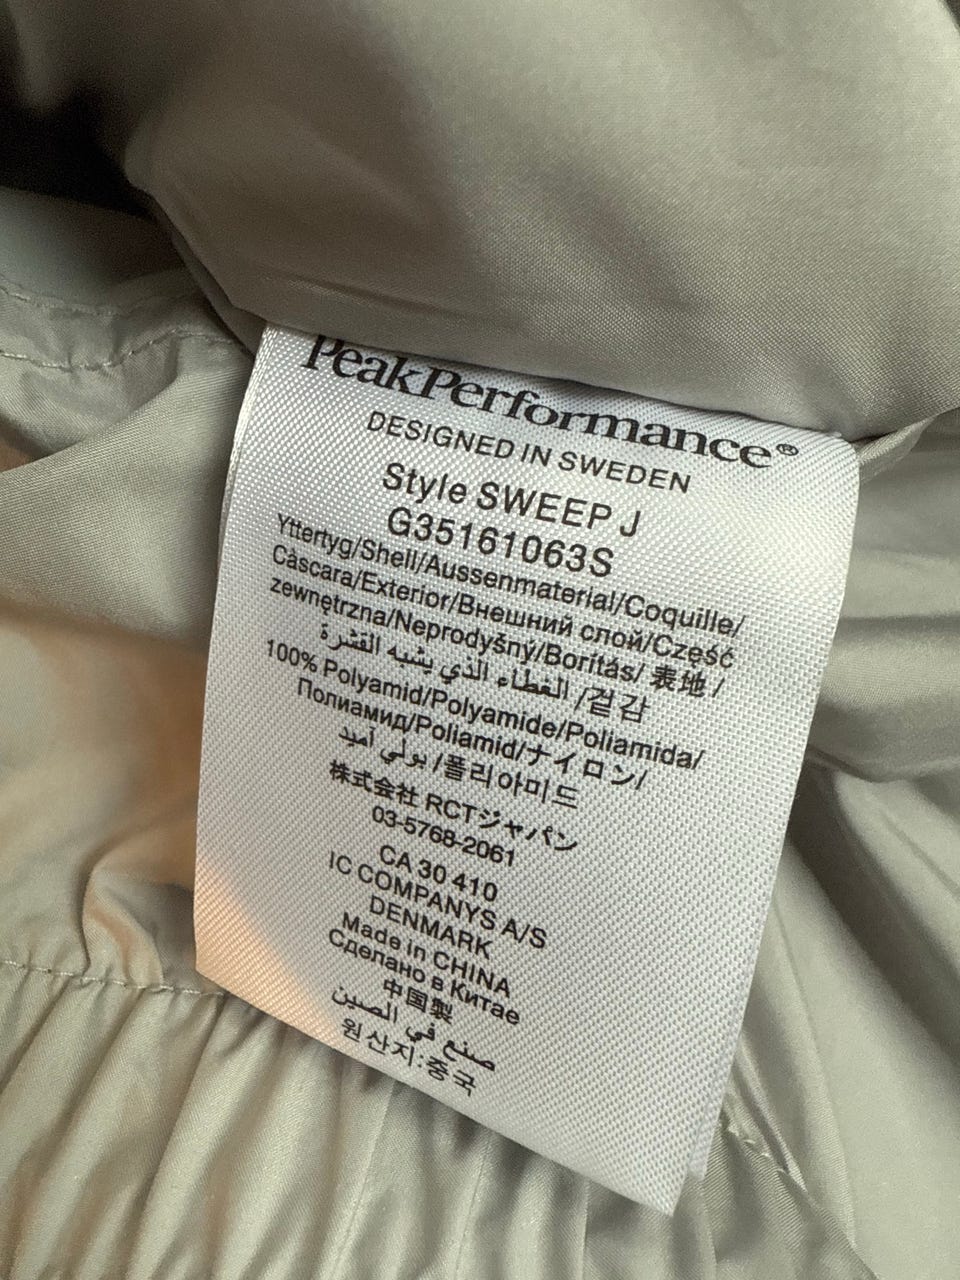 PeakPerformance®
DESIGNED IN SWEDEN
Style SWEEP J
G35161063S
Yttertyg/Shell/Aussenmaterial/Coquille/
Càscara/Exterior/Внешний слой/Część
zewnętrzna/Neprodyšný/Borítás/ 表地 /
الغطاء الذي يشبه القشرة /겉감
100% Polyamid/Polyamide/Poliamida/
Полиамид/Poliamid/ナイロン/
بولي أميد /폴리아미드
株式会社 RCTジャパン
03-5768-2061
CA 30 410
IC COMPANYS A/S
DENMARK
Made in CHINA
Сделано в Китае
中国製
صنع في الصين
원산지:중국